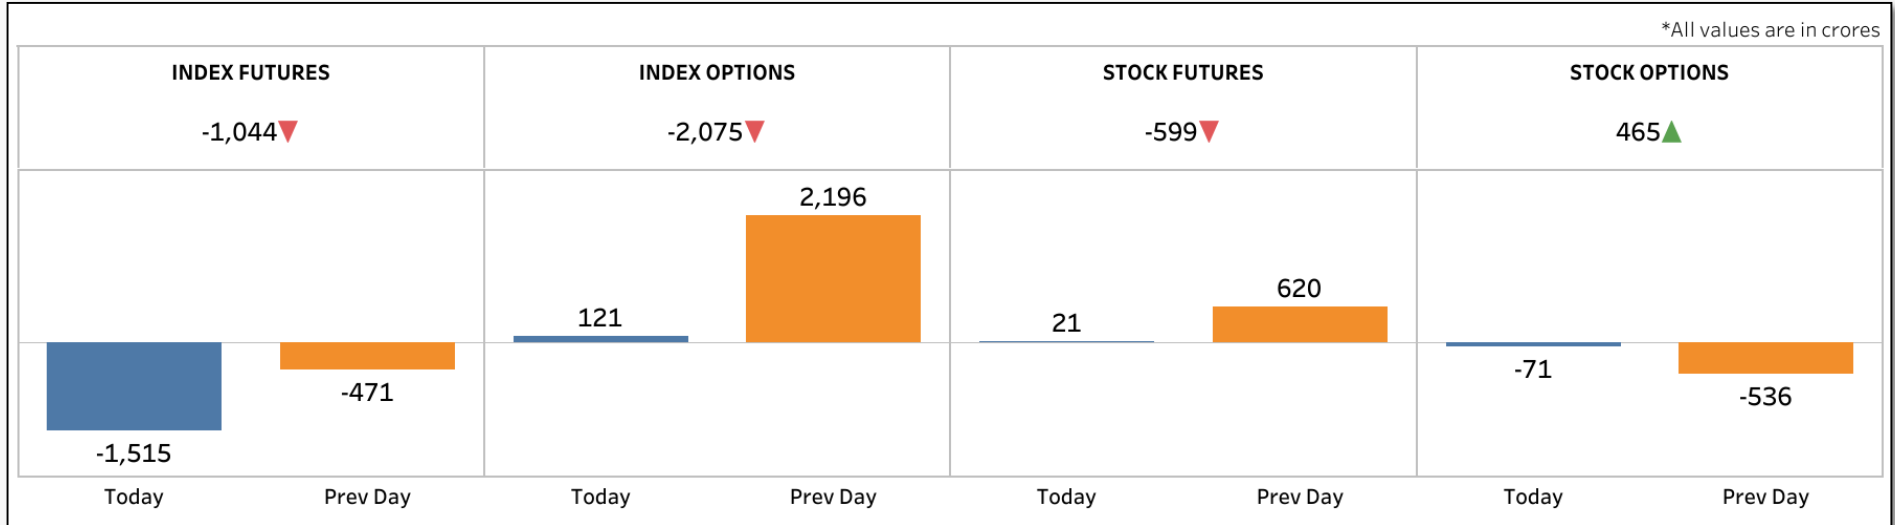 *All values are in crores
INDEX FUTURES
-1,044▼
INDEX OPTIONS
-2,075▼
STOCK FUTURES
-599▼
STOCK OPTIONS
465▲
-1,515
-471
121
2,196
21
620
-71
-536
Today
Prev Day
Today
Prev Day
Today
Prev Day
Today
Prev Day